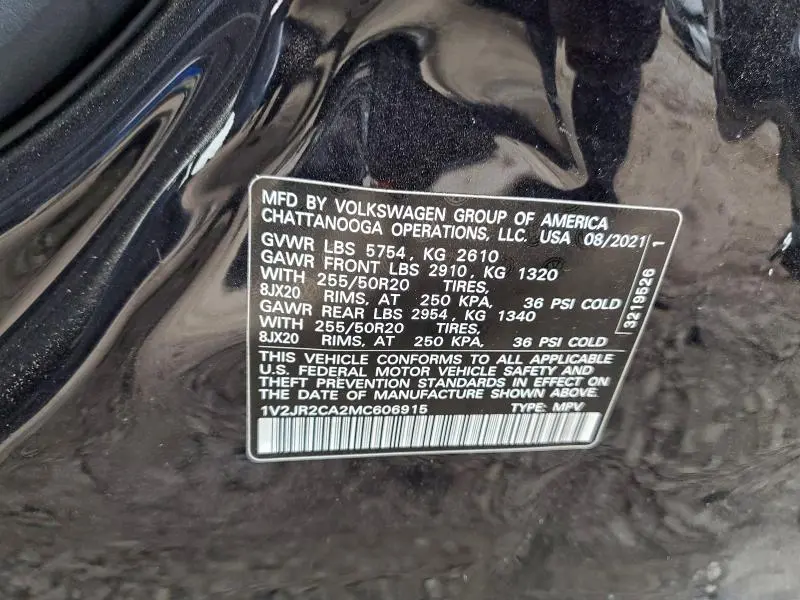 MFD BY VOLKSWAGEN GROUP OF AMERICA
CHATTANOOGA OPERATIONS, LLC. USA 08/2021
GVWR LBS 5754, KG 2610
GAWR FRONT LBS 2910, KG 1320
WITH 255/50R20 TIRES,
8JX20 RIMS, AT 250 KPA, 36 PSI COLD
GAWR REAR LBS 2954, KG 1340
WITH 255/50R20 TIRES,
8JX20 RIMS, AT 250 KPA, 36 PSI COLD
THIS VEHICLE CONFORMS TO ALL APPLICABLE
U.S. FEDERAL MOTOR VEHICLE SAFETY AND
THEFT PREVENTION STANDARDS IN EFFECT ON
THE DATE OF MANUFACTURE SHOWN ABOVE.
1V2JR2CA2MC606915 TYPE: MPV
3219526 1